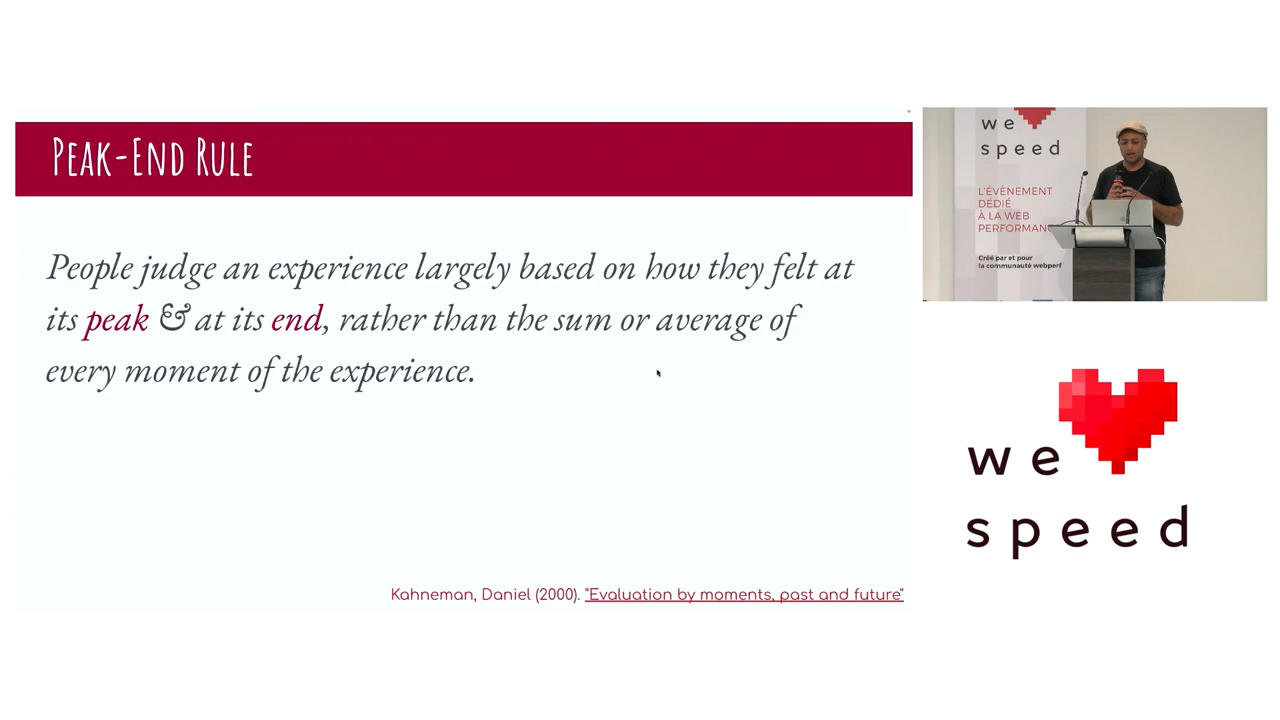 PEAK-END RULE
People judge an experience largely based on how they felt at
its peak & at its end, rather than the sum or average of
every moment of the experience.
Kahneman, Daniel (2000). "Evaluation by moments, past and future"
we
speed
L'ÉVÈNEMENT
DÉDIÉ
À LA WEB
PERFORMANC
Créé par et pour
la communauté webperf
we
speed